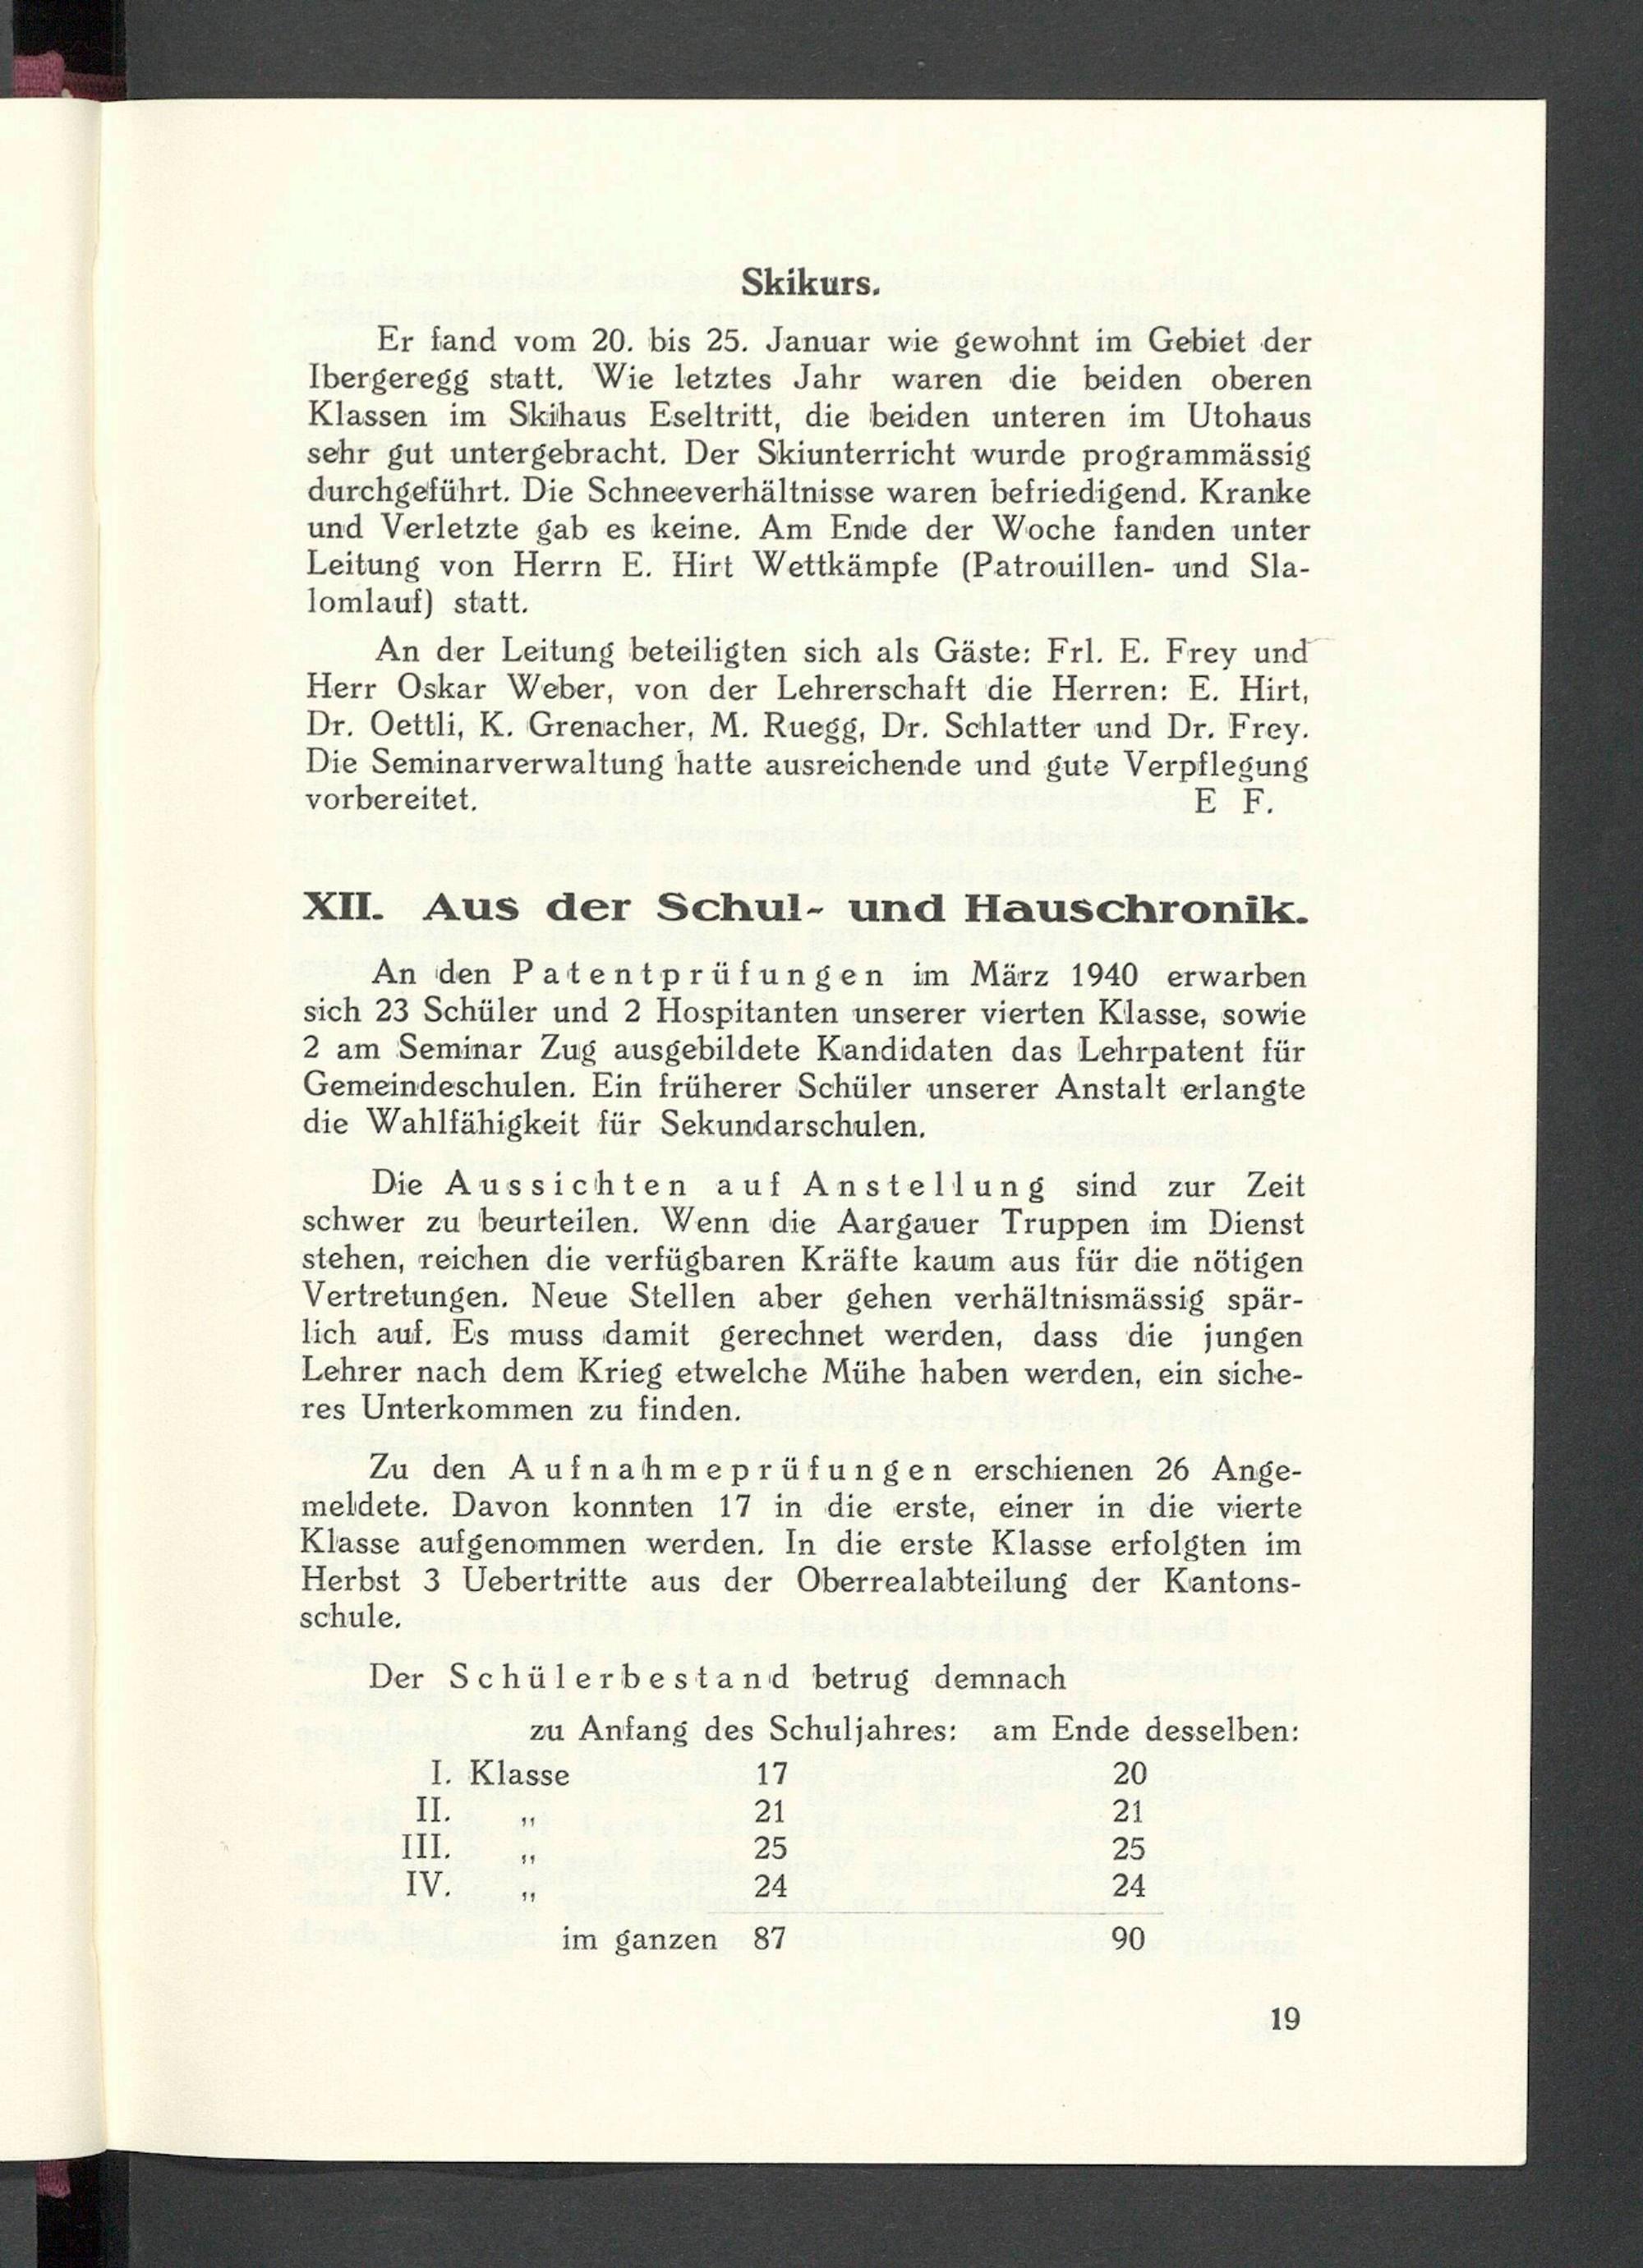 Skikurs.
Er fand vom 20. bis 25. Januar wie gewohnt im Gebiet der
Ibergeregg statt. Wie letztes Jahr waren die beiden oberen
Klassen im Skihaus Eseltritt, die beiden unteren im Utohaus
sehr gut untergebracht. Der Skiunterricht wurde programmässig
durchgeführt. Die Schneeverhältnisse waren befriedigend. Kranke
und Verletzte gab es keine. Am Ende der Woche fanden unter
Leitung von Herrn E. Hirt Wettkämpfe (Patrouillen- und Sla-
lomlauf) statt.
An der Leitung beteiligten sich als Gäste: Frl. E. Frey und
Herr Oskar Weber, von der Lehrerschaft die Herren: E. Hirt,
Dr. Oettli, K. Grenacher, M. Ruegg, Dr. Schlatter und Dr. Frey.
Die Seminarverwaltung hatte ausreichende und gute Verpflegung
vorbereitet. E F.
XII. Aus der Schul- und Hauschronik.
An den Patentprüfungen im März 1940 erwarben
sich 23 Schüler und 2 Hospitanten unserer vierten Klasse, sowie
2 am Seminar Zug ausgebildete Kandidaten das Lehrpatent für
Gemeindeschulen. Ein früherer Schüler unserer Anstalt erlangte
die Wahlfähigkeit für Sekundarschulen.
Die Aussichten auf Anstellung sind zur Zeit
schwer zu beurteilen. Wenn die Aargauer Truppen im Dienst
stehen, reichen die verfügbaren Kräfte kaum aus für die nötigen
Vertretungen. Neue Stellen aber gehen verhältnismässig spär-
lich auf. Es muss damit gerechnet werden, dass die jungen
Lehrer nach dem Krieg etwelche Mühe haben werden, ein siche-
res Unterkommen zu finden.
Zu den Aufnahmeprüfungen erschienen 26 Ange-
meldete. Davon konnten 17 in die erste, einer in die vierte
Klasse aufgenommen werden. In die erste Klasse erfolgten im
Herbst 3 Uebertritte aus der Oberrealabteilung der Kantons-
schule.
Der Schülerbestand betrug demnach
zu Anfang des Schuljahres: am Ende desselben:
I. Klasse 17 20
II. „ 21 21
III. „ 25 25
IV. „ 24 24
im ganzen 87 90
19